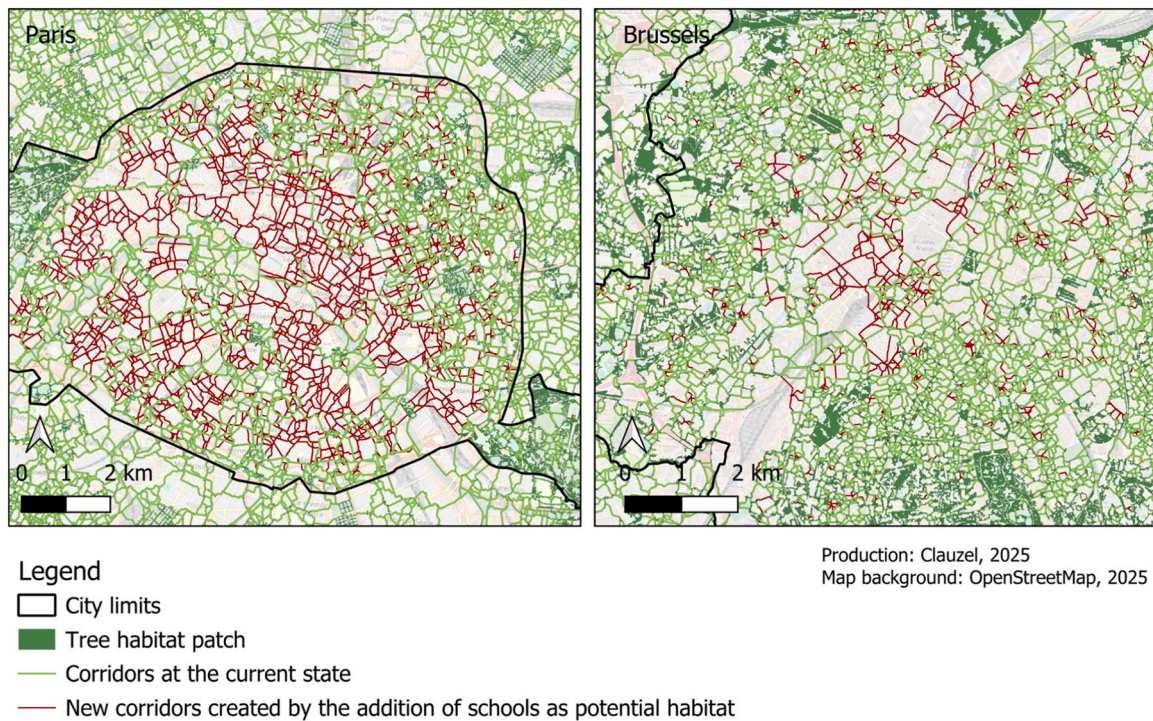 Paris
Brussels
0 1 2 km
0 1 2 km
Production: Clauzel, 2025
Map background: OpenStreetMap, 2025
Legend
City limits
Tree habitat patch
Corridors at the current state
New corridors created by the addition of schools as potential habitat